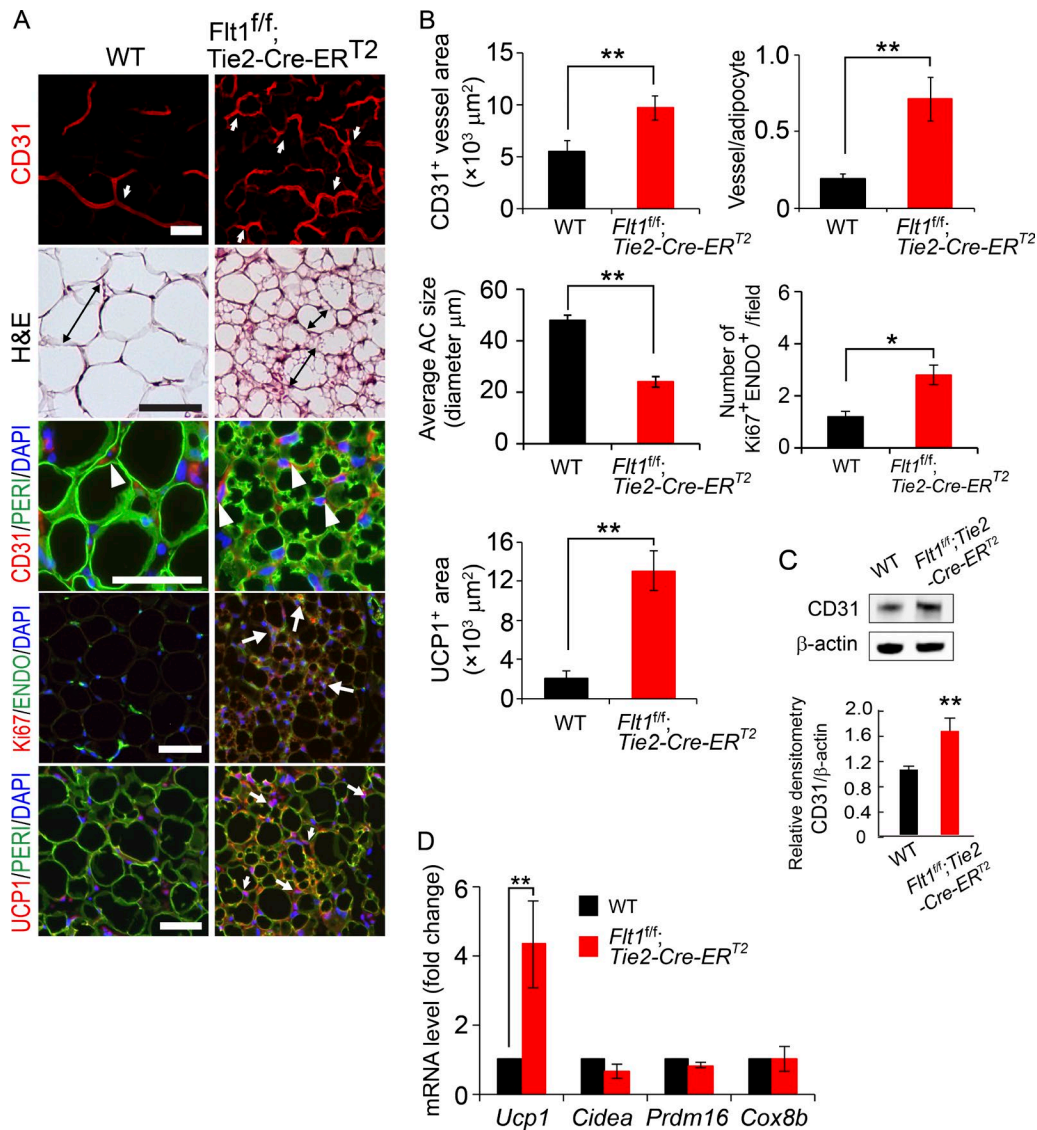 A
WT
Flt1f/f;
Tie2-Cre-ERT2
CD31
H&E
CD31/PERI/DAPI
Ki67/ENDO/DAPI
UCP1/PERI/DAPI
B
CD31+ vessel area
(×10³ µm²)
15
10
5
0
**
WT
Flt1f/f;
Tie2-Cre-ERT2
Vessel/adipocyte
1.0
0.5
0
**
WT
Flt1f/f;
Tie2-Cre-ERT2
Average AC size
(diameter µm)
60
40
20
0
**
WT
Flt1f/f;
Tie2-Cre-ERT2
Number of
Ki67+ENDO+/field
6
4
2
0
*
WT
Flt1f/f;
Tie2-Cre-ERT2
UCP1+ area
(×10³ µm²)
16
12
8
4
0
**
WT
Flt1f/f;
Tie2-Cre-ERT2
C
WT
Flt1f/f;Tie2
-Cre-ERT2
CD31
β-actin
Relative densitometry
CD31/β-actin
2.0
1.6
1.2
0.8
0.4
0
**
WT
Flt1f/f;Tie2
-Cre-ERT2
D
mRNA level (fold change)
6
4
2
0
**
WT
Flt1f/f;
Tie2-Cre-ERT2
Ucp1 Cidea Prdm16 Cox8b